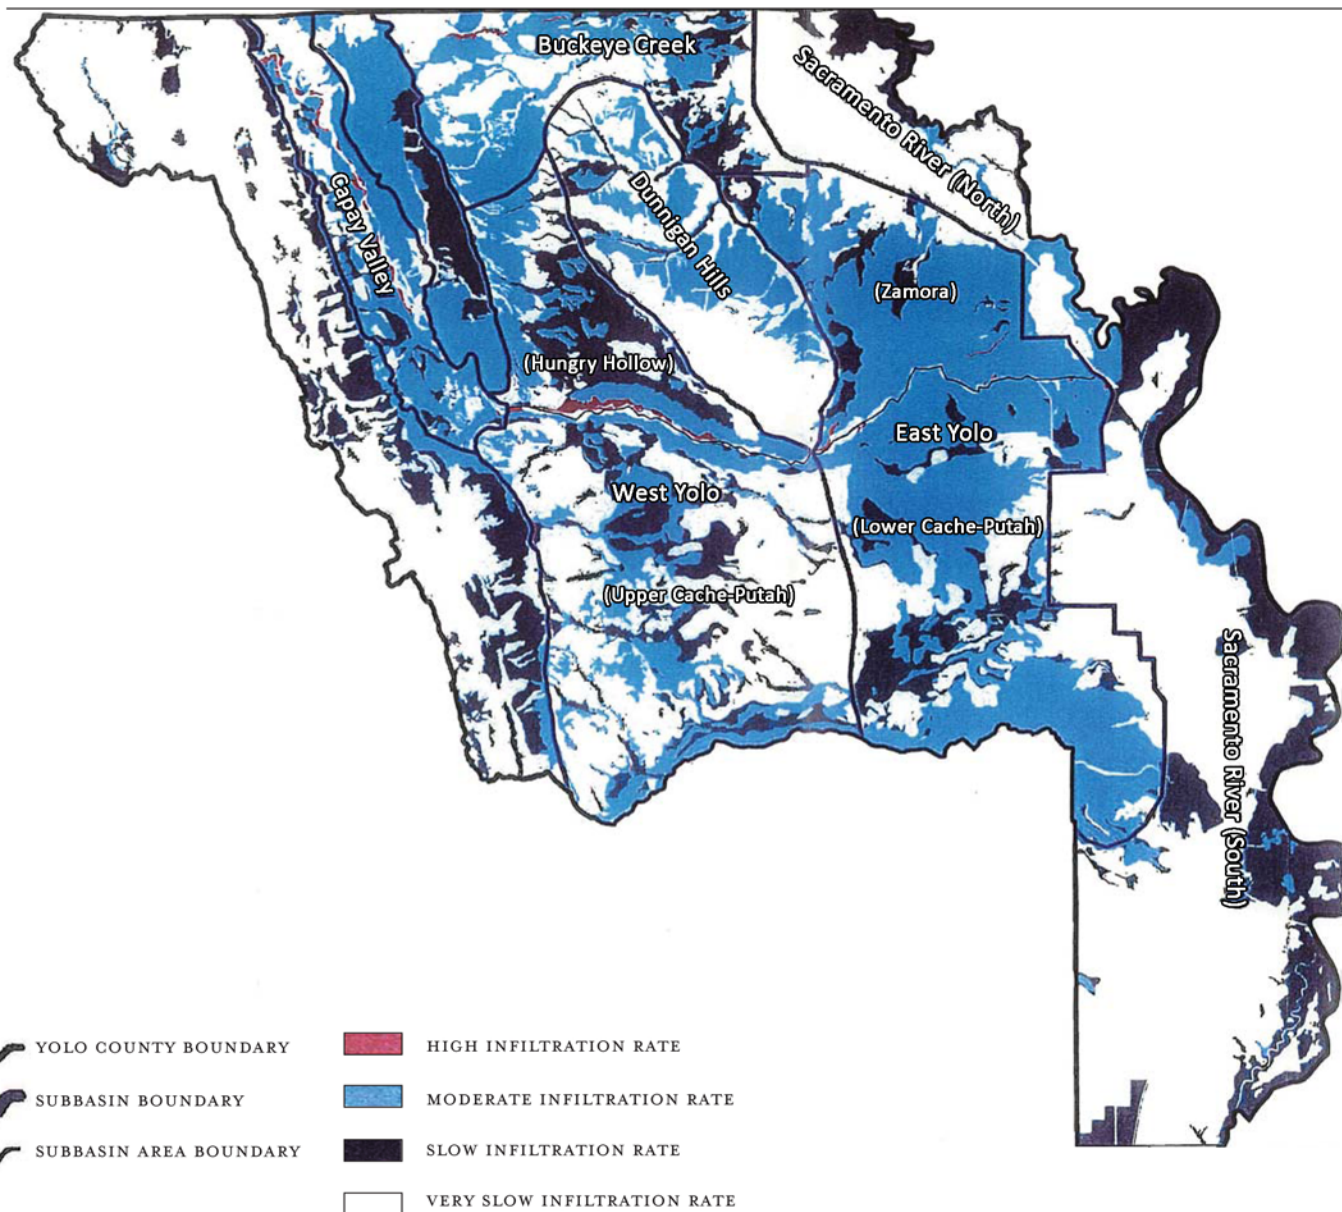 Buckeye Creek
Sacramento River (North)
Capay Valley
Dunnigan Hills
(Zamora)
(Hungry Hollow)
East Yolo
West Yolo
(Lower Cache-Putah)
(Upper Cache-Putah)
Sacramento River (South)
YOLO COUNTY BOUNDARY
SUBBASIN BOUNDARY
SUBBASIN AREA BOUNDARY
HIGH INFILTRATION RATE
MODERATE INFILTRATION RATE
SLOW INFILTRATION RATE
VERY SLOW INFILTRATION RATE